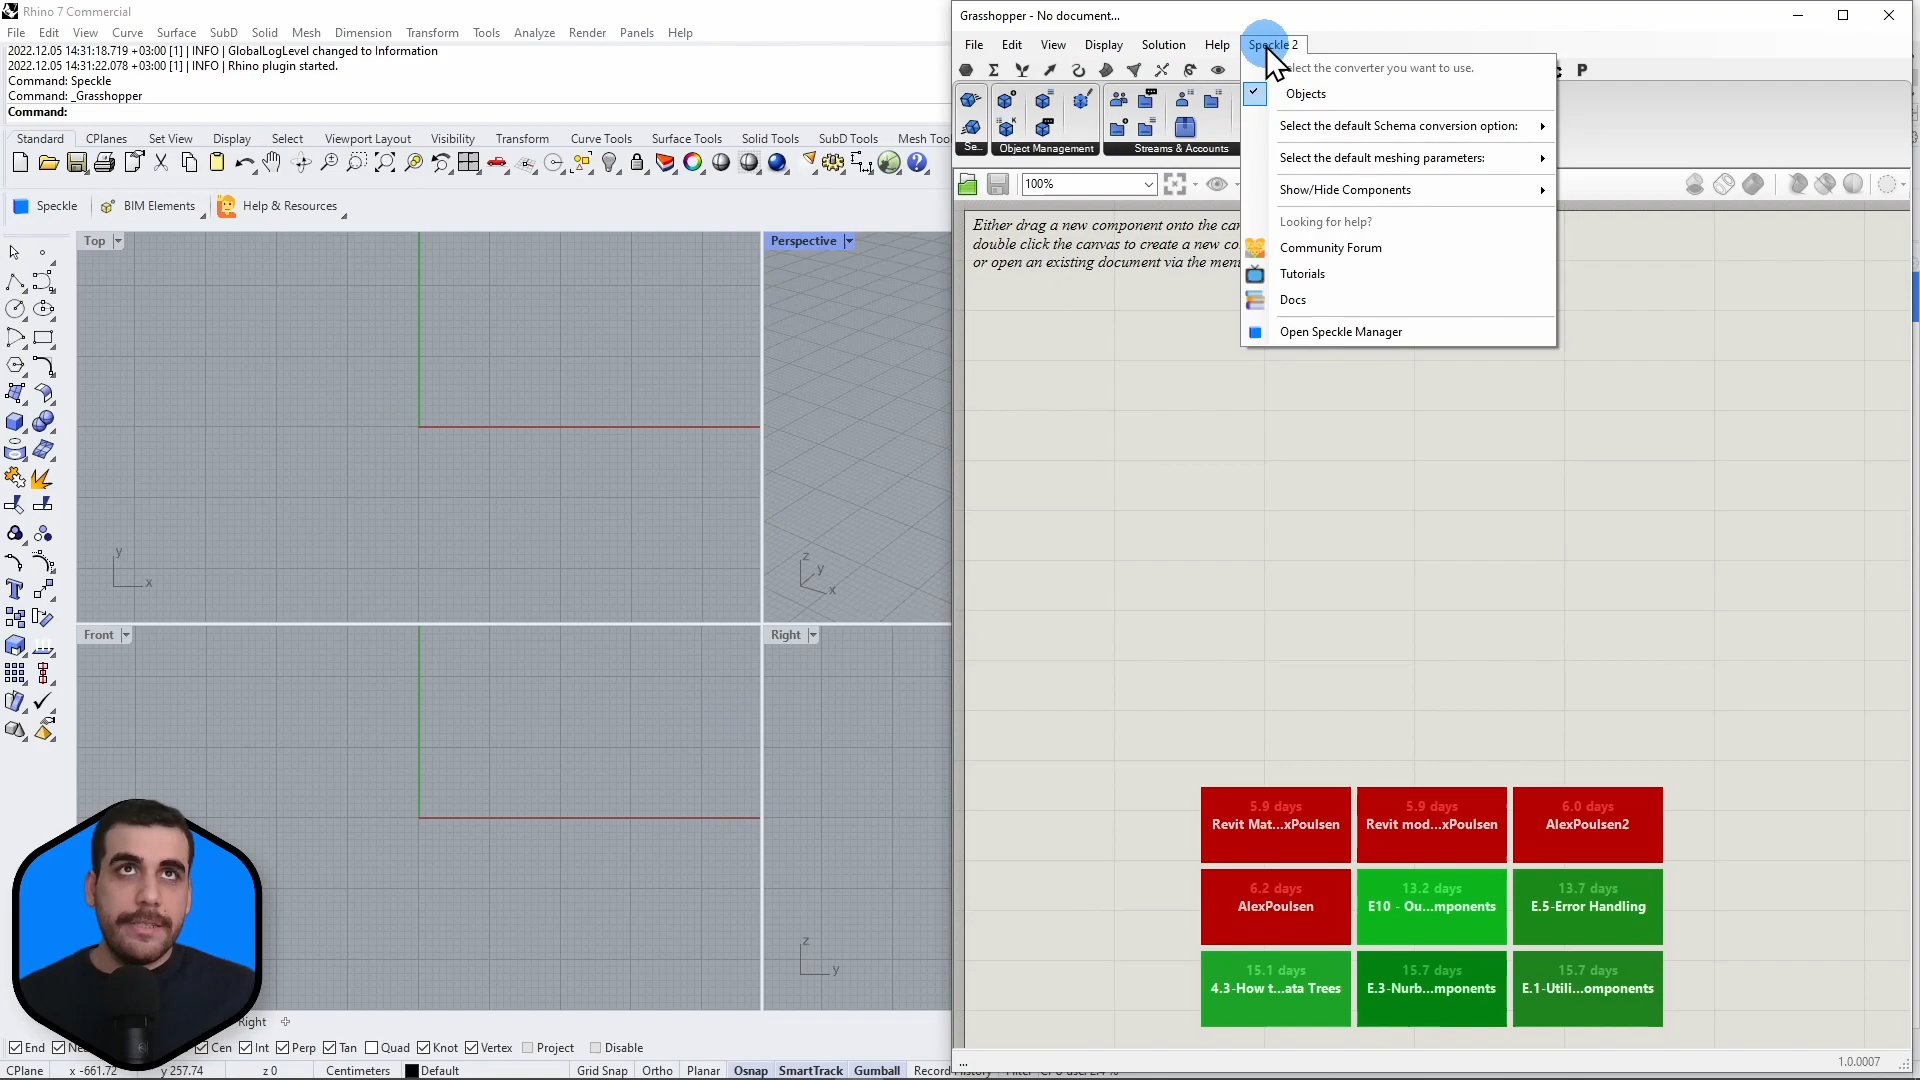 Rhino 7 Commercial
File Edit View Curve Surface SubD Solid Mesh Dimension Transform Tools Analyze Render Panels Help
2022.12.05 14:31:18.719 +03:00 [1] | INFO | GlobalLogLevel changed to Information
2022.12.05 14:31:22.078 +03:00 [1] | INFO | Rhino plugin started.
Command: Speckle
Command: _Grasshopper
Command:
Standard CPlanes Set View Display Select Viewport Layout Visibility Transform Curve Tools Surface Tools Solid Tools SubD Tools Mesh Too
Speckle BIM Elements Help & Resources
Top
Perspective
y
x
z
y
x
Front
Right
z
y
Right
End Cen Int Perp Tan Quad Knot Vertex Project Disable
CPlane x -661.72 y 257.74 z 0 Centimeters Default Grid Snap Ortho Planar Osnap SmartTrack Gumball Record
Grasshopper - No document...
File Edit View Display Solution Help Speckle 2
Se... Object Management Streams & Accounts
P
100%
Either drag a new component onto the
double click the canvas to create a new
or open an existing document via the
the converter you want to use.
Objects
Select the default Schema conversion option:
Select the default meshing parameters:
Show/Hide Components
Looking for help?
Community Forum
Tutorials
Docs
Open Speckle Manager
5.9 days
Revit Mat...xPoulsen
5.9 days
Revit mod...xPoulsen
6.0 days
AlexPoulsen2
6.2 days
AlexPoulsen
13.2 days
E10 - Ou...mponents
13.7 days
E.5-Error Handling
15.1 days
4.3-How t...ata Trees
15.7 days
E.3-Nurb...mponents
15.7 days
E.1-Utili...omponents
...
1.0.0007